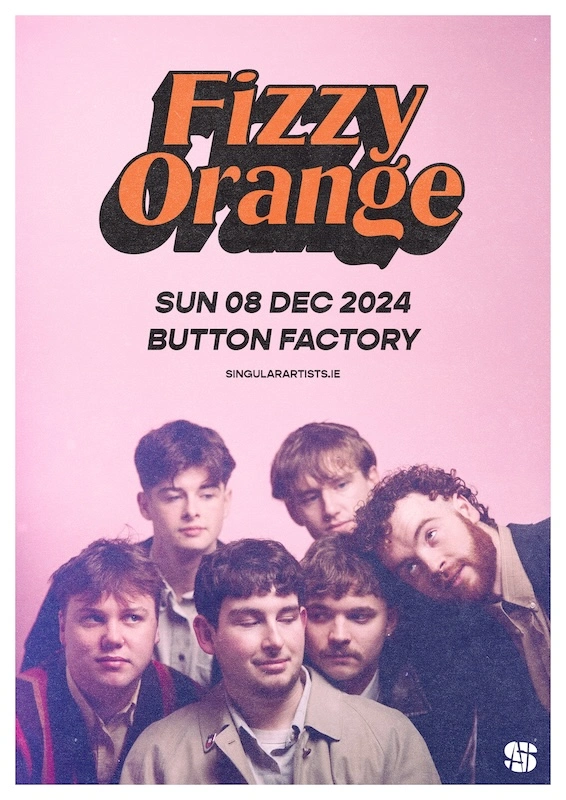 Fizzy
Orange
SUN 08 DEC 2024
BUTTON FACTORY
SINGULARARTISTS.IE